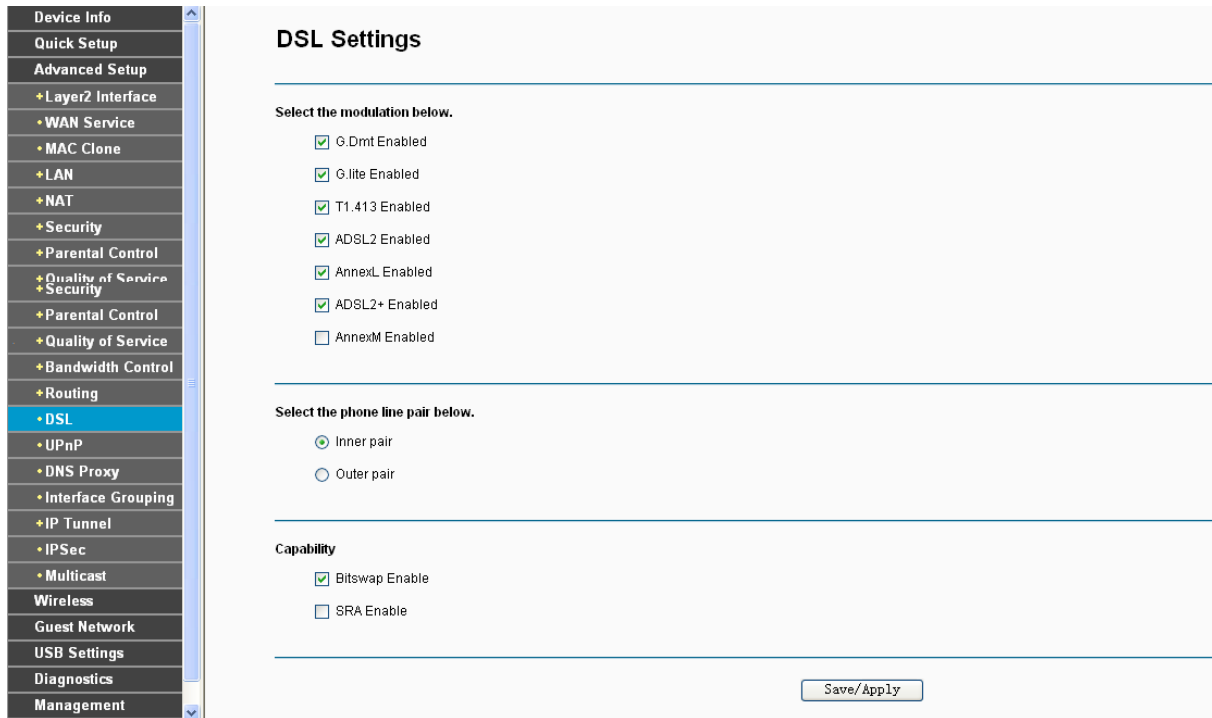 Device Info
Quick Setup
Advanced Setup
+Layer2 Interface
•WAN Service
•MAC Clone
+LAN
+NAT
+Security
+Parental Control
+Quality of Service
+Security
+Parental Control
+Quality of Service
+Bandwidth Control
+Routing
•DSL
•UPnP
•DNS Proxy
•Interface Grouping
+IP Tunnel
•IPSec
•Multicast
Wireless
Guest Network
USB Settings
Diagnostics
Management
DSL Settings
Select the modulation below.
G.Dmt Enabled
G.lite Enabled
T1.413 Enabled
ADSL2 Enabled
AnnexL Enabled
ADSL2+ Enabled
AnnexM Enabled
Select the phone line pair below.
Inner pair
Outer pair
Capability
Bitswap Enable
SRA Enable
Save/Apply